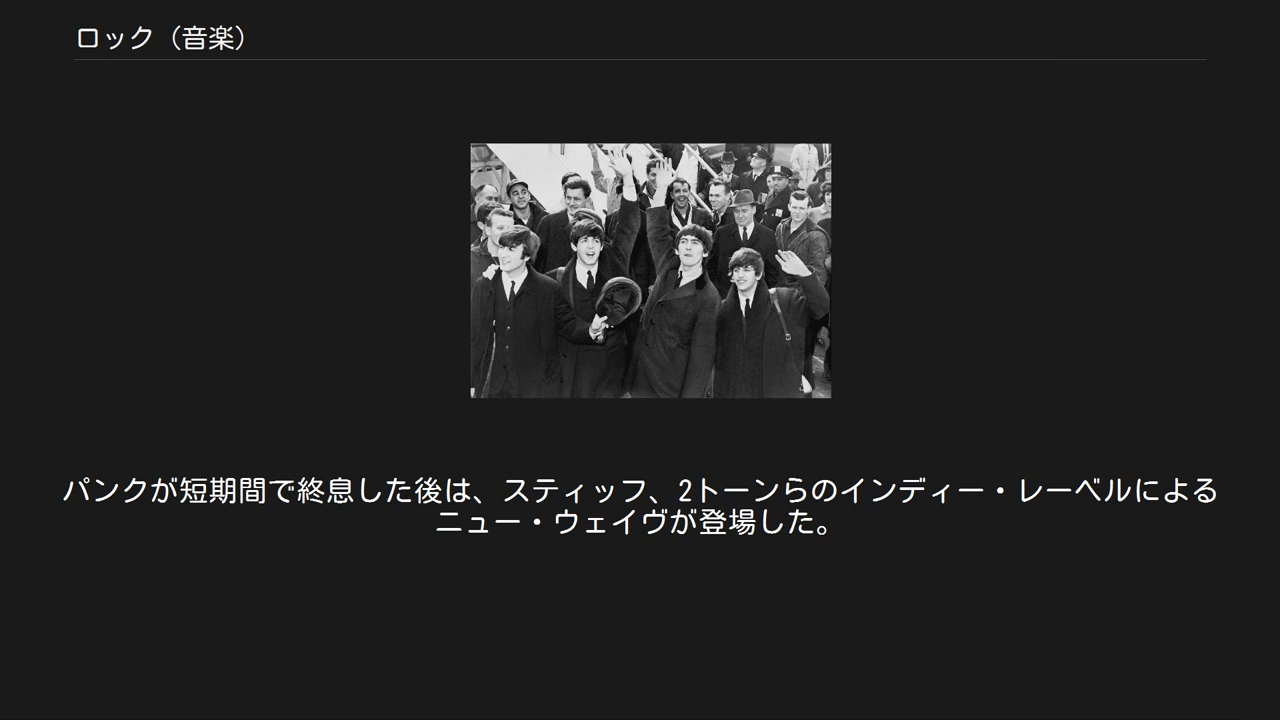 ロック（音楽）
パンクが短期間で終息した後は、スティッフ、2トーンらのインディー・レーベルによる
ニュー・ウェイヴが登場した。